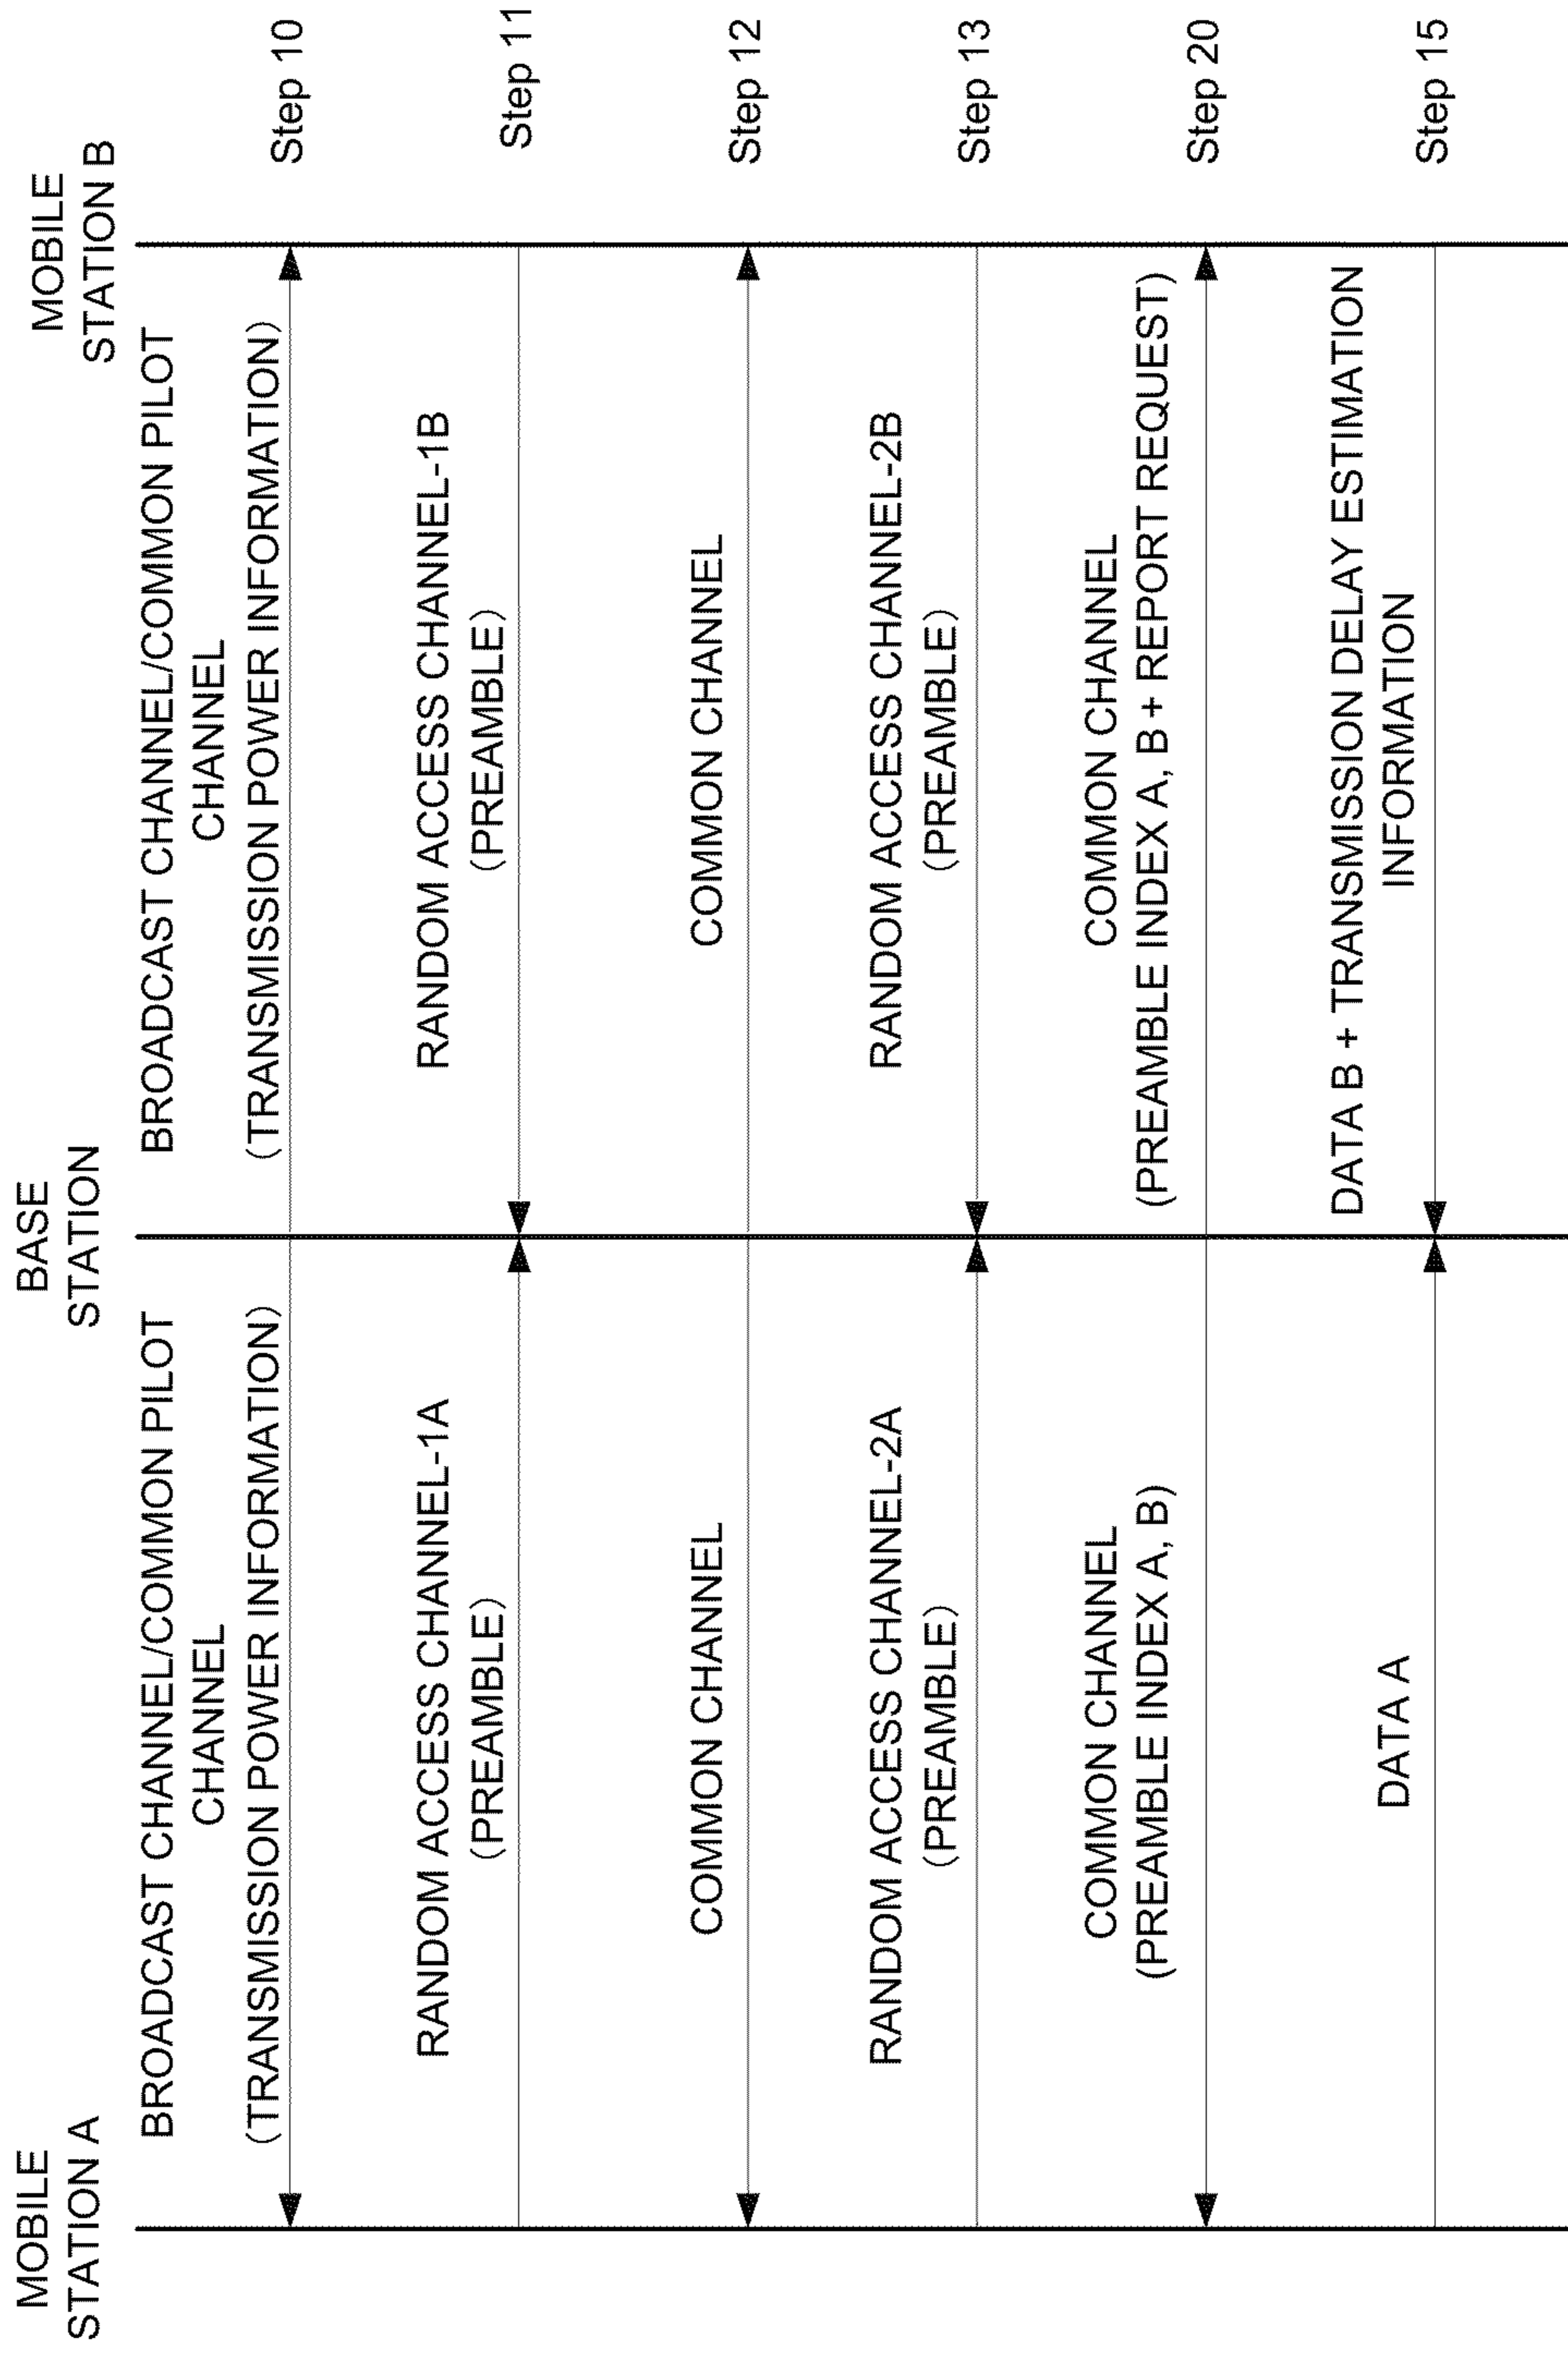 MOBILE
STATION A
BASE
STATION
MOBILE
STATION B
BROADCAST CHANNEL/COMMON PILOT
CHANNEL
(TRANSMISSION POWER INFORMATION)
BROADCAST CHANNEL/COMMON PILOT
CHANNEL
(TRANSMISSION POWER INFORMATION)
Step 10
RANDOM ACCESS CHANNEL-1A
(PREAMBLE)
RANDOM ACCESS CHANNEL-1B
(PREAMBLE)
Step 11
COMMON CHANNEL
COMMON CHANNEL
Step 12
RANDOM ACCESS CHANNEL-2A
(PREAMBLE)
RANDOM ACCESS CHANNEL-2B
(PREAMBLE)
Step 13
COMMON CHANNEL
(PREAMBLE INDEX A, B)
COMMON CHANNEL
(PREAMBLE INDEX A, B + REPORT REQUEST)
Step 20
DATA A
DATA B + TRANSMISSION DELAY ESTIMATION
INFORMATION
Step 15